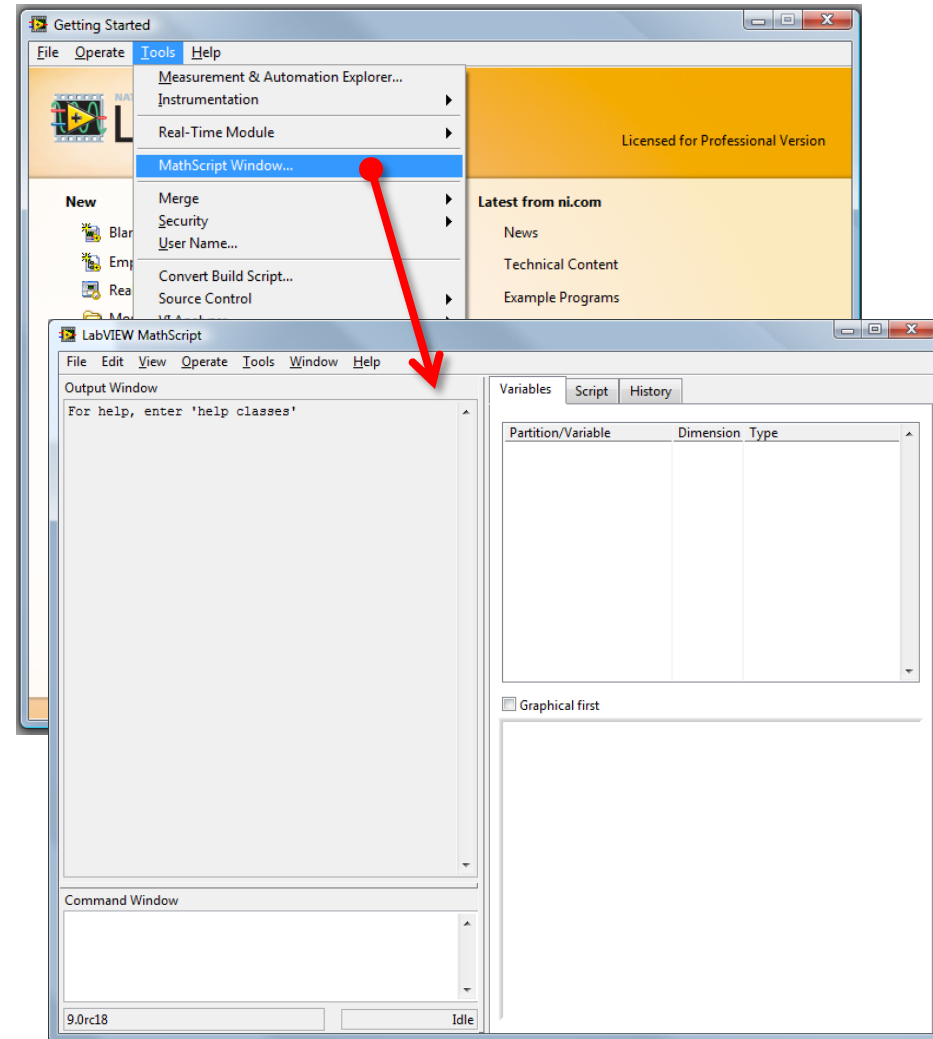 Getting Started
File Operate Tools Help
Measurement & Automation Explorer...
Instrumentation
Real-Time Module
MathScript Window...
Merge
Security
User Name...
Convert Build Script...
Source Control
Licensed for Professional Version
New
Latest from ni.com
News
Technical Content
Example Programs
LabVIEW MathScript
File Edit View Operate Tools Window Help
Output Window
For help, enter 'help classes'
Variables Script History
Partition/Variable Dimension Type
Graphical first
Command Window
9.0rc18 Idle